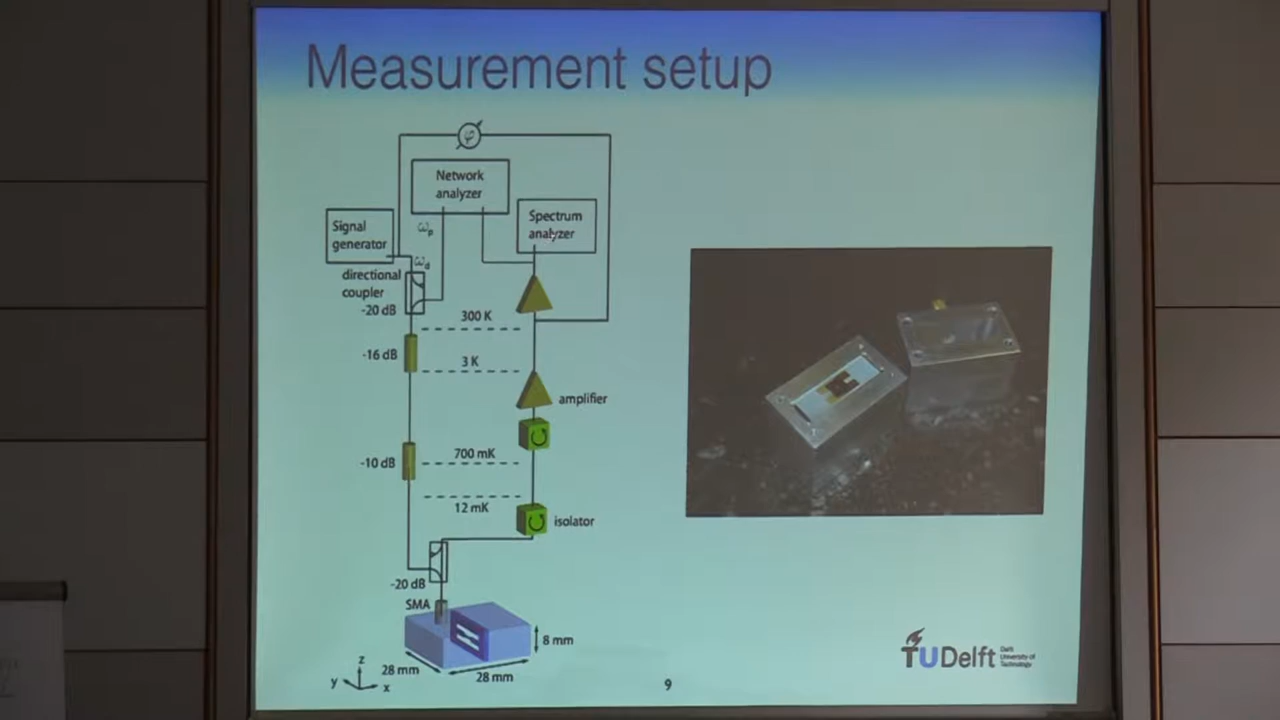 Measurement setup
φ
Network
analyzer
Signal
generator
ωp
Spectrum
analyzer
ωd
directional
coupler
-20 dB
300 K
-16 dB
3 K
amplifier
-10 dB
700 mK
12 mK
isolator
-20 dB
SMA
8 mm
28 mm
28 mm
z
y
x
9
TUDelft
Delft
University of
Technology